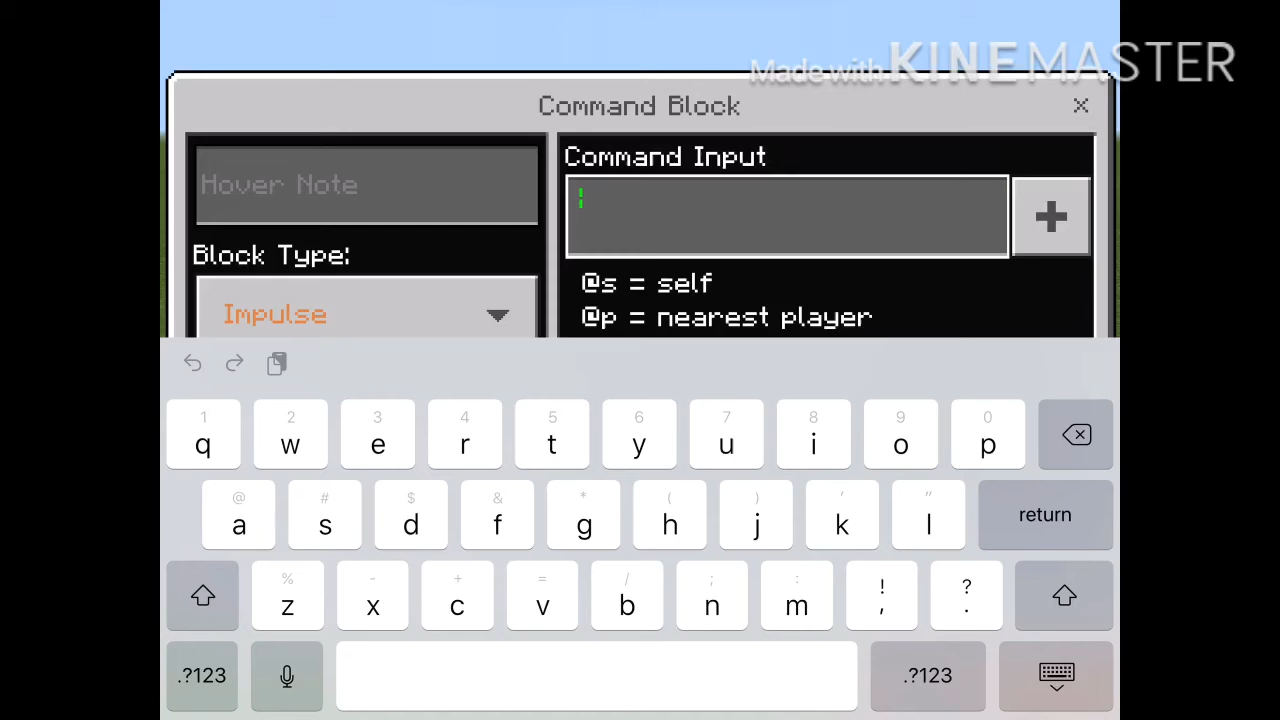 Made with KINEMASTER
Command Block
Hover Note
Command Input
Block Type:
@s = self
Impulse
@p = nearest player
1 2 3 4 5 6 7 8 9 0
q w e r t y u i o p
@ # $ & * ( ) ' "
a s d f g h j k l return
% - + = / ; : ! ?
z x c v b n m , .
.?123 .?123